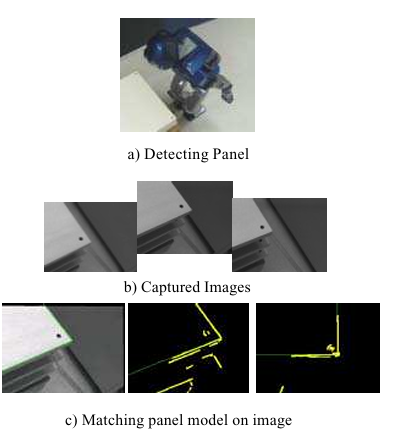 a) Detecting Panel
b) Captured Images
c) Matching panel model on image